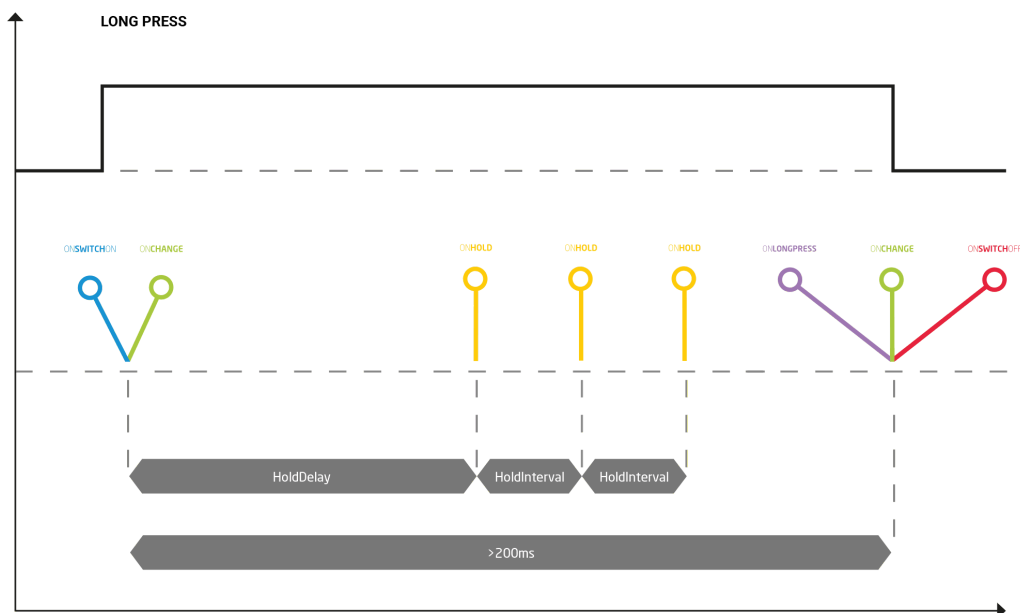 LONG PRESS
ONSWITCHON
ONCHANGE
ONHOLD
ONHOLD
ONHOLD
ONLONGPRESS
ONCHANGE
ONSWITCHOFF
HoldDelay
HoldInterval
HoldInterval
>200ms